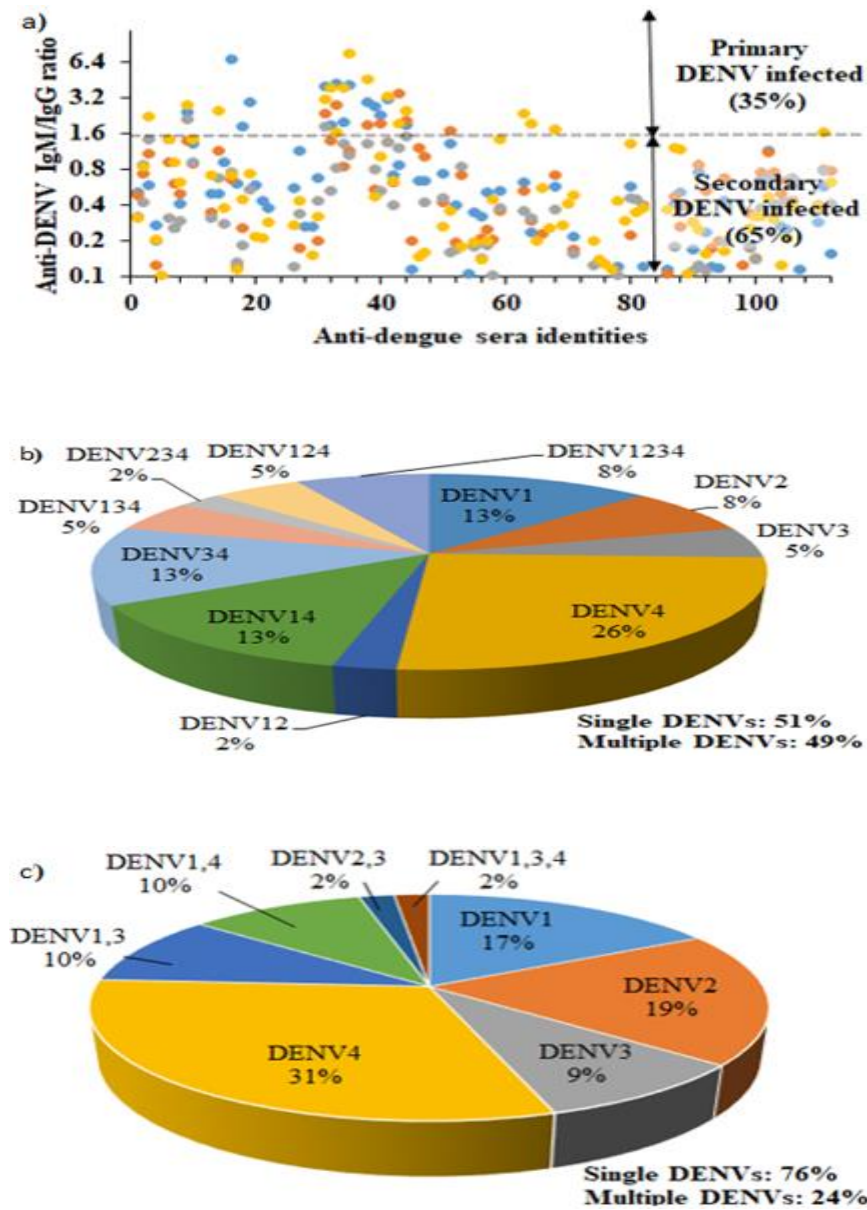 a)
Anti-DENV IgM/IgG ratio
6.4
3.2
1.6
0.8
0.4
0.2
0.1
Primary
DENV infected
(35%)
Secondary
DENV infected
(65%)
0
20
40
60
80
100
Anti-dengue sera identities
b)
DENV234
2%
DENV124
5%
DENV1234
8%
DENV134
5%
DENV1
13%
DENV2
8%
DENV3
5%
DENV34
13%
DENV14
13%
DENV4
26%
DENV12
2%
Single DENVs: 51%
Multiple DENVs: 49%
c)
DENV1,4
10%
DENV2,3
2%
DENV1,3,4
2%
DENV1,3
10%
DENV1
17%
DENV2
19%
DENV4
31%
DENV3
9%
Single DENVs: 76%
Multiple DENVs: 24%